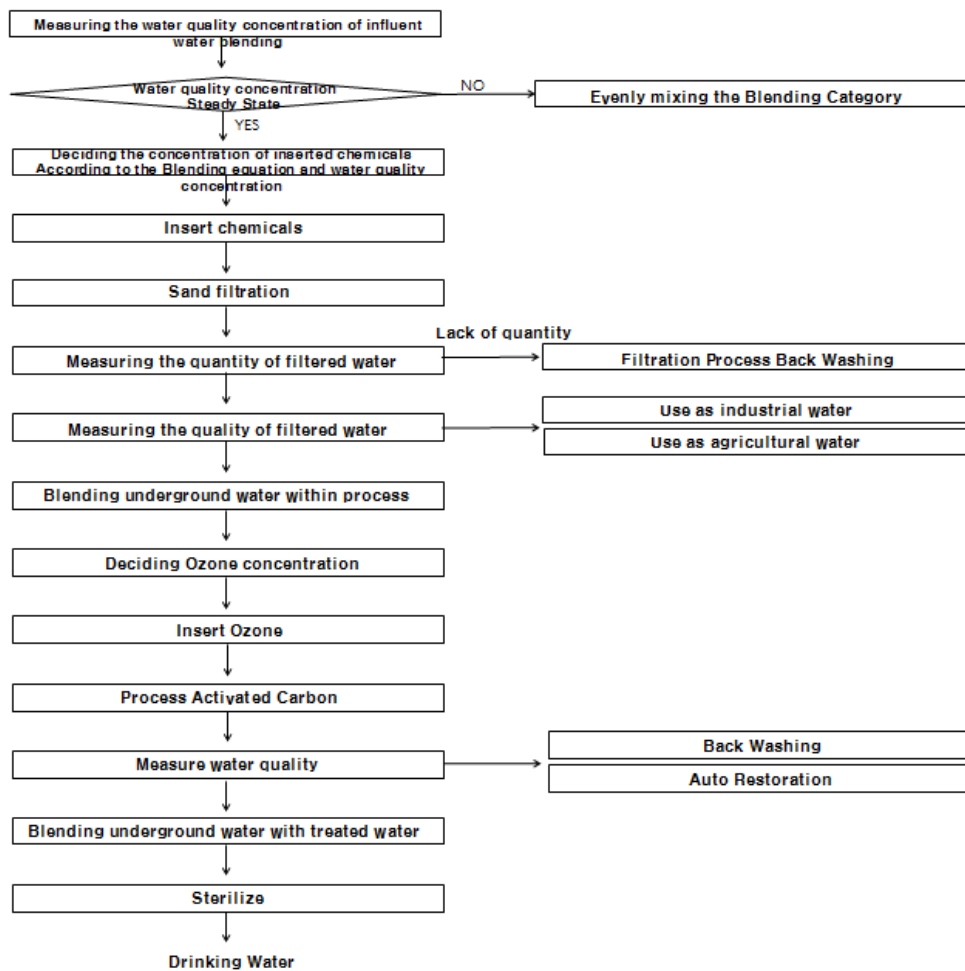 Measuring the water quality concentration of influent
water blending
Water quality concentration
Steady State
NO
Evenly mixing the Blending Category
YES
Deciding the concentration of inserted chemicals
According to the Blending equation and water quality
concentration
Insert chemicals
Sand filtration
Lack of quantity
Measuring the quantity of filtered water
Filtration Process Back Washing
Use as industrial water
Measuring the quality of filtered water
Use as agricultural water
Blending underground water within process
Deciding Ozone concentration
Insert Ozone
Process Activated Carbon
Back Washing
Measure water quality
Auto Restoration
Blending underground water with treated water
Sterilize
Drinking Water